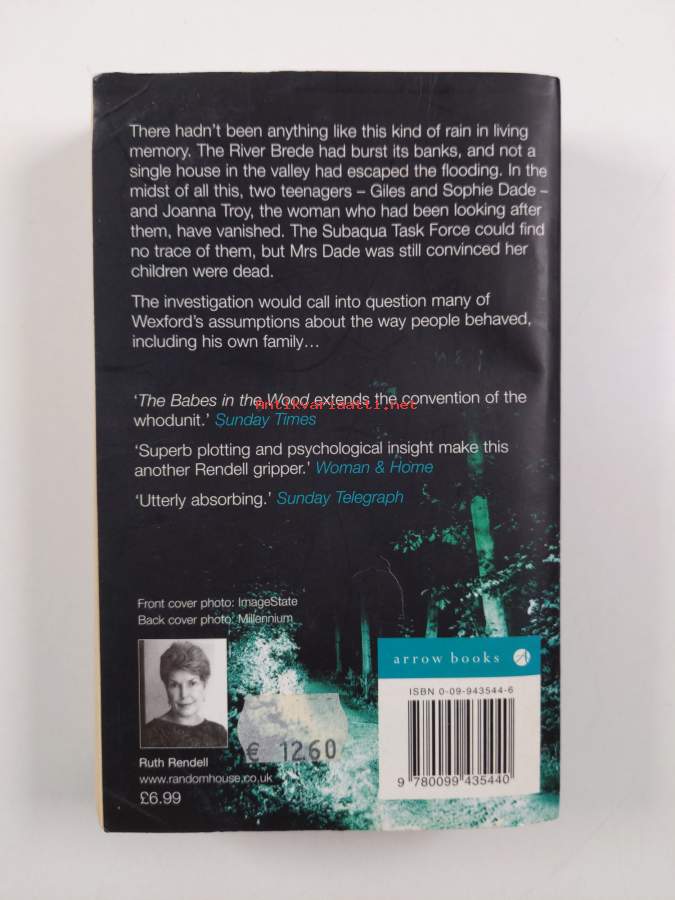 There hadn't been anything like this kind of rain in living
memory. The River Brede had burst its banks, and not a
single house in the valley had escaped the flooding. In the
midst of all this, two teenagers – Giles and Sophie Dade –
and Joanna Troy, the woman who had been looking after
them, have vanished. The Subaqua Task Force could find
no trace of them, but Mrs Dade was still convinced her
children were dead.
The investigation would call into question many of
Wexford's assumptions about the way people behaved,
including his own family…
'The Babes in the Wood extends the convention of the
Antikvariaatti.net
whodunit.' Sunday Times
'Superb plotting and psychological insight make this
another Rendell gripper.' Woman & Home
'Utterly absorbing.' Sunday Telegraph
Front cover photo: ImageState
Back cover photo: Millennium
Ruth Rendell
www.randomhouse.co.uk
£6.99
€ 12.60
arrow books
ISBN 0-09-943544-6
9 780099 435440